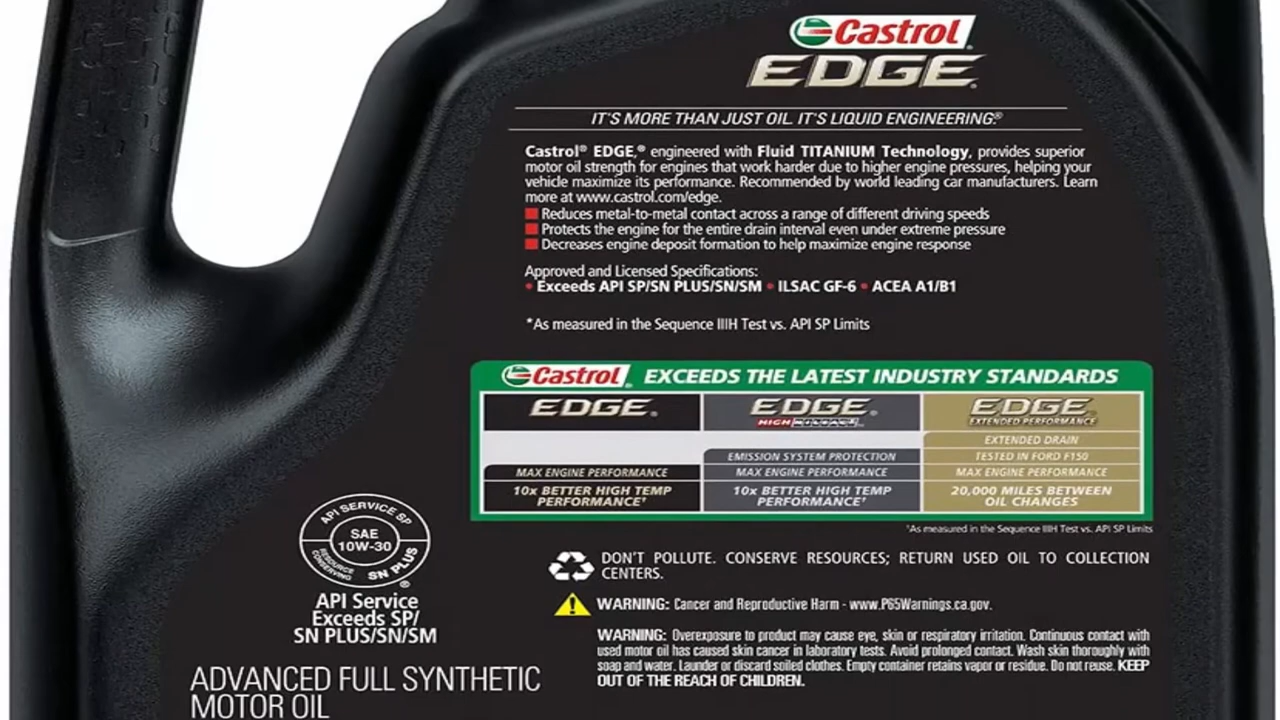 Castrol
EDGE®
IT'S MORE THAN JUST OIL. IT'S LIQUID ENGINEERING.®
Castrol® EDGE,® engineered with Fluid TITANIUM Technology, provides superior
motor oil strength for engines that work harder due to higher engine pressures, helping your
vehicle maximize its performance. Recommended by world leading car manufacturers. Learn
more at www.castrol.com/edge.
Reduces metal-to-metal contact across a range of different driving speeds
Protects the engine for the entire drain interval even under extreme pressure
Decreases engine deposit formation to help maximize engine response
Approved and Licensed Specifications:
• Exceeds API SP/SN PLUS/SN/SM • ILSAC GF-6 • ACEA A1/B1
*As measured in the Sequence IIIH Test vs. API SP Limits
Castrol EXCEEDS THE LATEST INDUSTRY STANDARDS
EDGE®
MAX ENGINE PERFORMANCE
10x BETTER HIGH TEMP
PERFORMANCE†
EDGE®
HIGH MILEAGE
EMISSION SYSTEM PROTECTION
MAX ENGINE PERFORMANCE
10x BETTER HIGH TEMP
PERFORMANCE†
EDGE®
EXTENDED PERFORMANCE
EXTENDED DRAIN
TESTED IN FORD F150
MAX ENGINE PERFORMANCE
20,000 MILES BETWEEN
OIL CHANGES
†As measured in the Sequence IIIH Test vs. API SP Limits
API SERVICE SP
SAE
10W-30
RESOURCE
CONSERVING
SN PLUS
®
API Service
Exceeds SP/
SN PLUS/SN/SM
DON'T POLLUTE. CONSERVE RESOURCES; RETURN USED OIL TO COLLECTION
CENTERS.
WARNING: Cancer and Reproductive Harm - www.P65Warnings.ca.gov.
WARNING: Overexposure to product may cause eye, skin or respiratory irritation. Continuous contact with
used motor oil has caused skin cancer in laboratory tests. Avoid prolonged contact. Wash skin thoroughly with
soap and water. Launder or discard soiled clothes. Empty container retains vapor or residue. Do not reuse. KEEP
OUT OF THE REACH OF CHILDREN.
ADVANCED FULL SYNTHETIC
MOTOR OIL